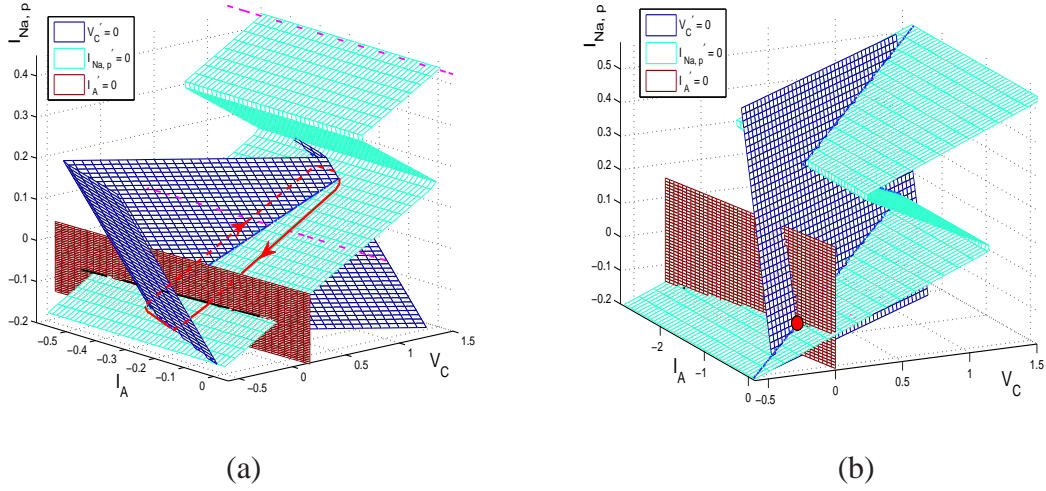 I_{Na, p}
V_C' = 0
I_{Na, p}' = 0
I_A' = 0
0.4
0.3
0.2
0.1
0
−0.1
−0.2
−0.5
−0.4
−0.3
−0.2
−0.1
0
I_A
−0.5
0
0.5
1
1.5
V_C
(a)
I_{Na, p}
V_C' = 0
I_{Na, p}' = 0
I_A' = 0
0.5
0.4
0.3
0.2
0.1
0
−0.1
−0.2
−2
−1
0
I_A
−0.5
0
0.5
1
1.5
V_C
(b)